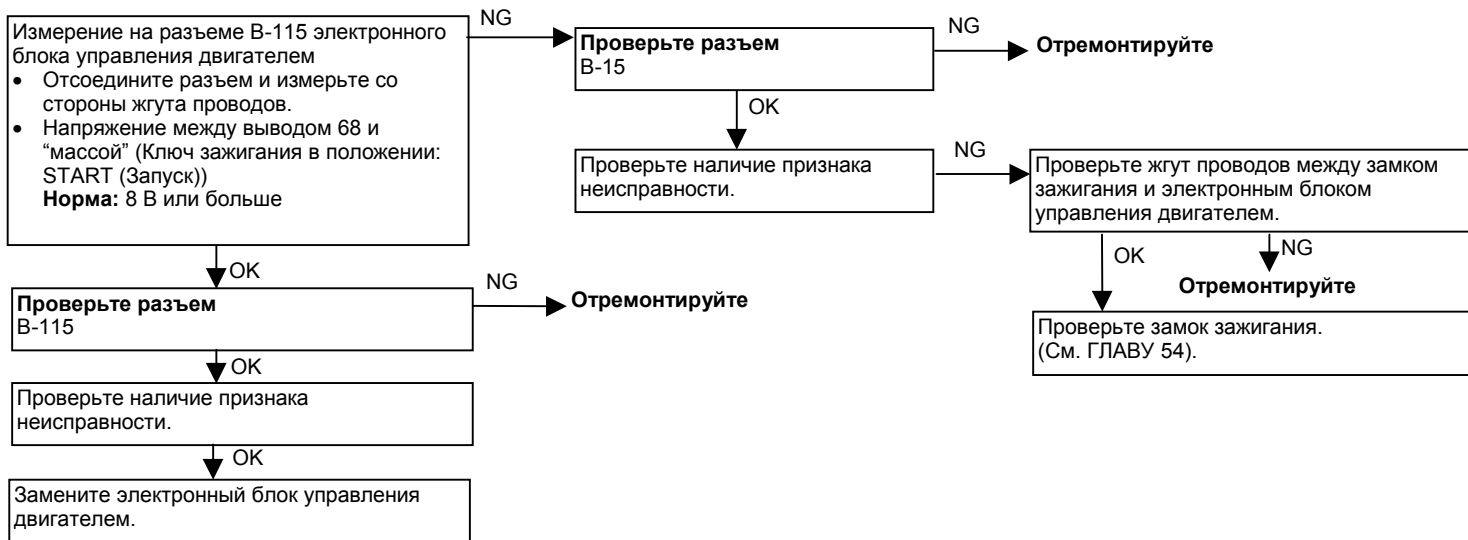 Измерение на разъеме B-115 электронного
блока управления двигателем
• Отсоедините разъем и измерьте со
стороны жгута проводов.
• Напряжение между выводом 68 и
“массой” (Ключ зажигания в положении:
START (Запуск))
Норма: 8 В или больше
NG
Проверьте разъем
B-15
NG
Отремонтируйте
OK
Проверьте наличие признака
неисправности.
NG
Проверьте жгут проводов между замком
зажигания и электронным блоком
управления двигателем.
OK
NG
Отремонтируйте
Проверьте замок зажигания.
(См. ГЛАВУ 54).
OK
Проверьте разъем
B-115
NG
Отремонтируйте
OK
Проверьте наличие признака
неисправности.
OK
Замените электронный блок управления
двигателем.